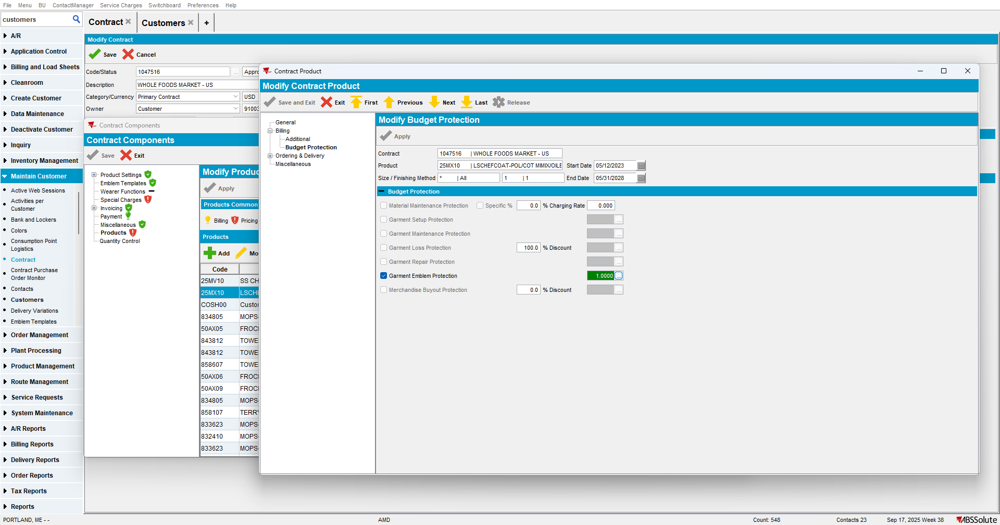 File Menu BU ContactManager Service Charges Switchboard Preferences Help
customers
Contract
Customers
+
A/R
Application Control
Billing and Load Sheets
Cleanroom
Create Customer
Data Maintenance
Deactivate Customer
Inquiry
Inventory Management
Maintain Customer
Active Web Sessions
Activities per
Customer
Bank and Lockers
Colors
Consumption Point
Logistics
Contract
Contract Purchase
Order Monitor
Contacts
Customers
Delivery Variations
Emblem Templates
Order Management
Plant Processing
Product Management
Route Management
Service Requests
System Maintenance
A/R Reports
Billing Reports
Delivery Reports
Order Reports
Tax Reports
Reports
Modify Contract
Save Cancel
Code/Status 1047516 ... Appro
Description WHOLE FOODS MARKET - US
Category/Currency Primary Contract USD
Owner Customer 91003
Contract Components
Contract Components
Save Exit
Product Settings
Emblem Templates
Wearer Functions
Special Charges
Invoicing
Payment
Miscellaneous
Products
Quantity Control
Modify Produc
Apply
Products Common
Billing Pricing
Products
Add Mo
Code
25MV10 SS CH
25MX10 LSCHE
COSH00 Custo
834805 MOPS-
50AX05 FROC
843812 TOWE
843812 TOWE
858607 TOWE
50AX06 FROC
50AX09 FROC
834805 MOPS-
858107 TERRY
833623 MOPS-
832410 MOPS-
833623 MOPS-
Contract Product
Modify Contract Product
Save and Exit Exit First Previous Next Last Release
General
Billing
Additional
Budget Protection
Ordering & Delivery
Miscellaneous
Modify Budget Protection
Apply
Contract 1047516 | WHOLE FOODS MARKET - US
Product 25MX10 | LSCHEFCOAT-POL/COT MIMIX/OILE Start Date 05/12/2023 16
Size / Finishing Method * | All 1 | 1 End Date 05/31/2028 16
Budget Protection
Material Maintenance Protection Specific % 0.0 % Charging Rate 0.000
Garment Setup Protection ...
Garment Maintenance Protection ...
Garment Loss Protection 100.0 % Discount ...
Garment Repair Protection ...
Garment Emblem Protection 1.0000 ...
Merchandise Buyout Protection 0.0 % Discount ...
PORTLAND, ME - - AMD Count: 548 Contacts 23 Sep 17, 2025 Week 38 ABSSolute